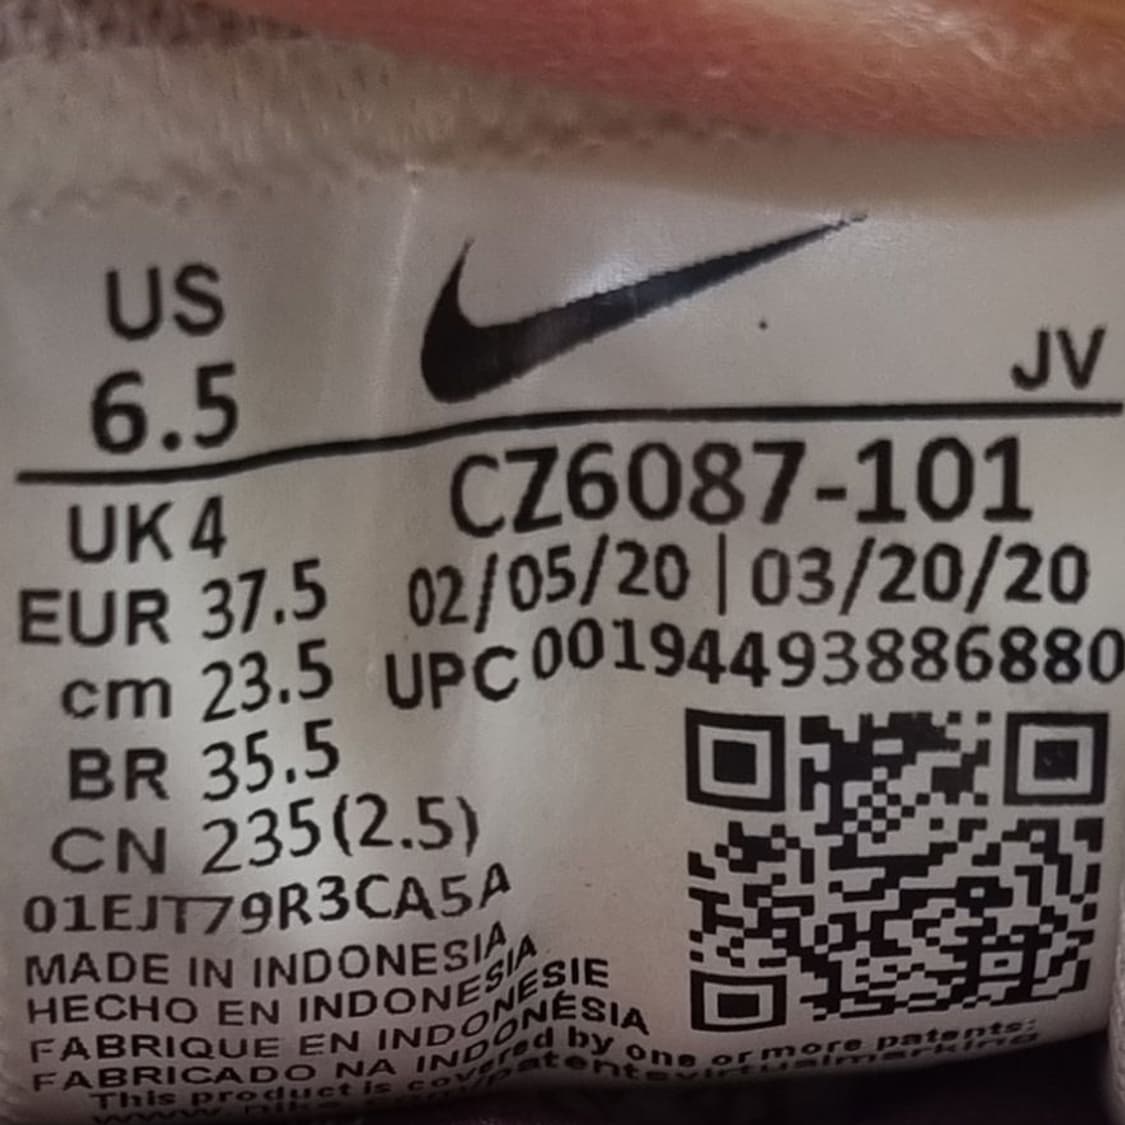 US
6.5
JV
UK 4
EUR 37.5
cm 23.5
BR 35.5
CN 235(2.5)
CZ6087-101
02/05/20 | 03/20/20
UPC 00194493886880
01EJT79R3CA5A
MADE IN INDONESIA
HECHO EN INDONESIA
FABRIQUE EN INDONÉSIE
FABRICADO NA INDONÉSIA
This product is covered by one or more patents: